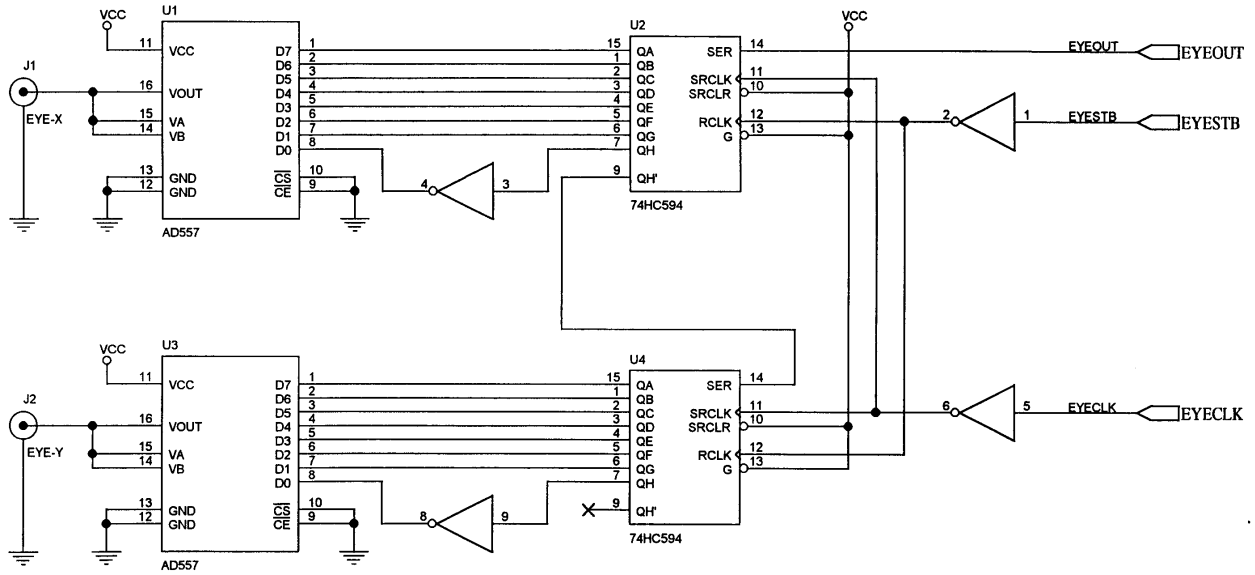 U1
VCC
11 VCC
J1
EYE-X
16 VOUT
15 VA
14 VB
13 GND
12 GND
D7 1
D6 2
D5 3
D4 4
D3 5
D2 6
D1 7
D0 8
CS 10
CE 9
AD557
4 3
U2
15 QA
1 QB
2 QC
3 QD
4 QE
5 QF
6 QG
7 QH
9 QH'
SER 14
SRCLK 11
SRCLR 10
RCLK 12
G 13
74HC594
VCC
EYEOUT EYEOUT
2 1 EYESTB EYESTB
U3
VCC
11 VCC
J2
EYE-Y
16 VOUT
15 VA
14 VB
13 GND
12 GND
D7 1
D6 2
D5 3
D4 4
D3 5
D2 6
D1 7
D0 8
CS 10
CE 9
AD557
8 9
U4
15 QA
1 QB
2 QC
3 QD
4 QE
5 QF
6 QG
7 QH
9 QH'
SER 14
SRCLK 11
SRCLR 10
RCLK 12
G 13
74HC594
6 5 EYECLK EYECLK